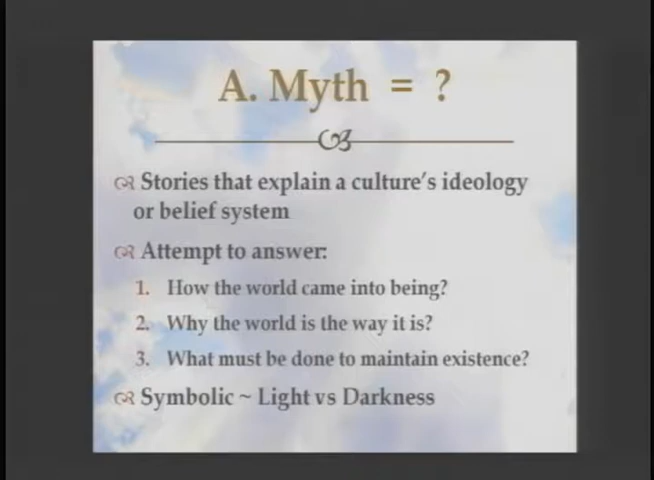 A. Myth = ?
Stories that explain a culture's ideology
or belief system
Attempt to answer:
1. How the world came into being?
2. Why the world is the way it is?
3. What must be done to maintain existence?
Symbolic ~ Light vs Darkness